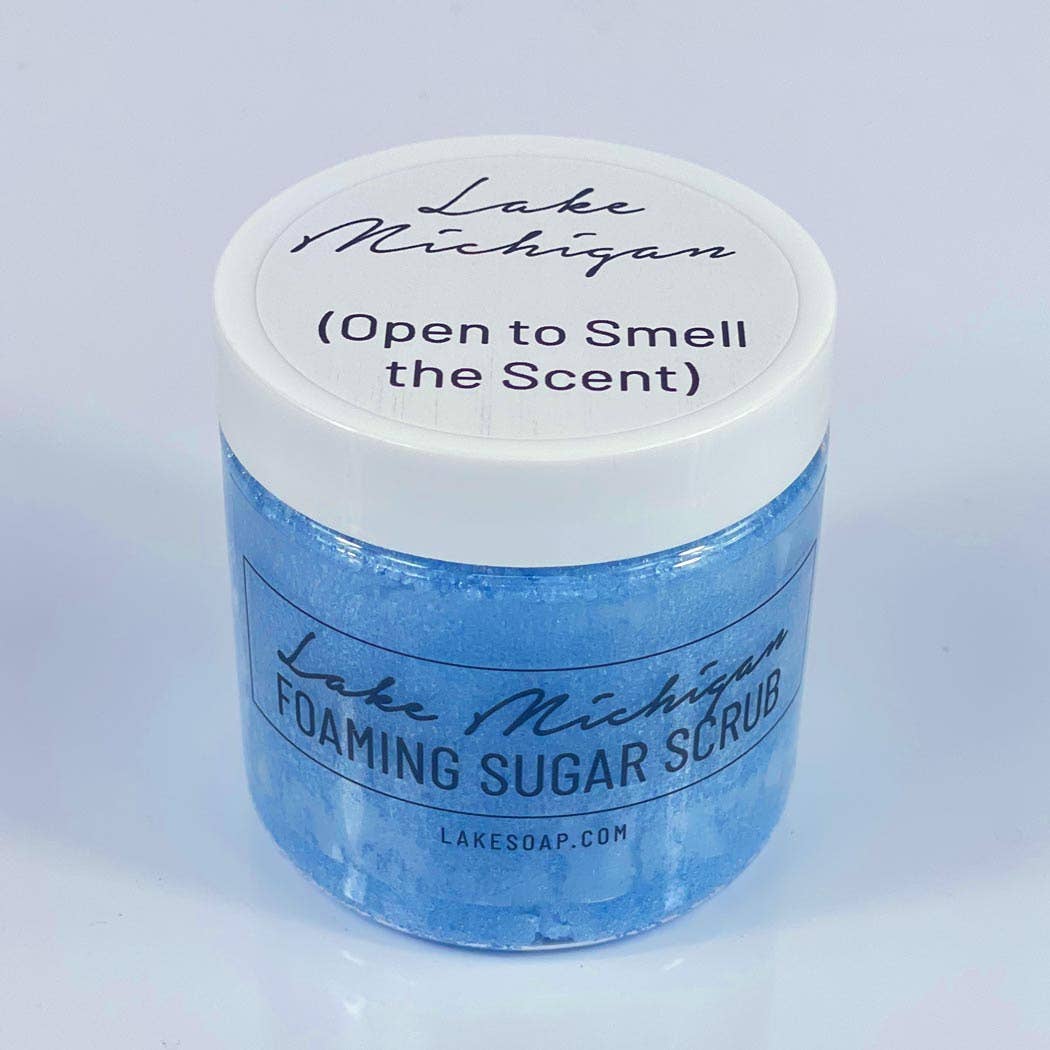 Lake
Michigan
(Open to Smell
the Scent)
Lake Michigan
FOAMING SUGAR SCRUB
LAKESOAP.COM